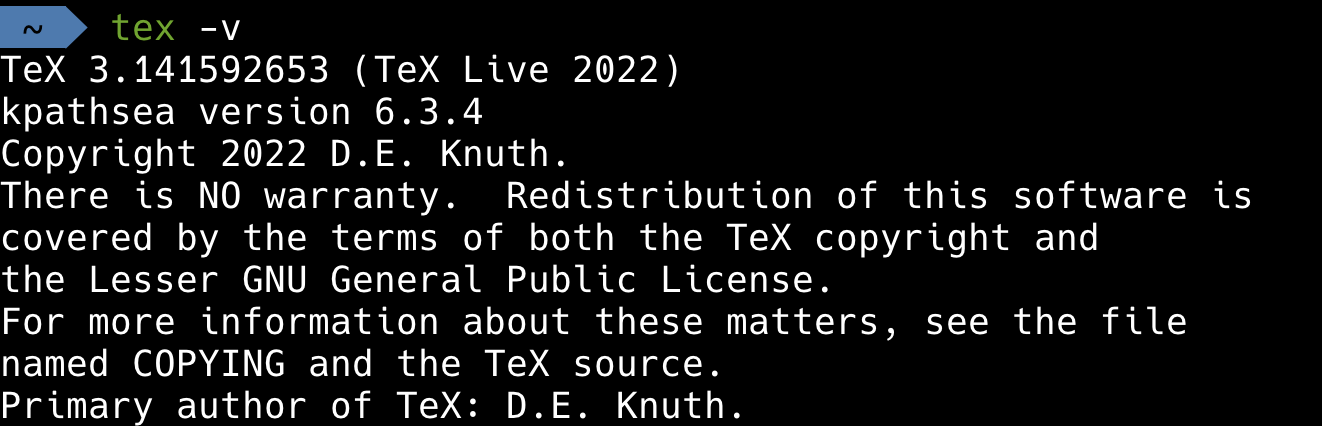 ~ tex -v
TeX 3.141592653 (TeX Live 2022)
kpathsea version 6.3.4
Copyright 2022 D.E. Knuth.
There is NO warranty.  Redistribution of this software is
covered by the terms of both the TeX copyright and
the Lesser GNU General Public License.
For more information about these matters, see the file
named COPYING and the TeX source.
Primary author of TeX: D.E. Knuth.